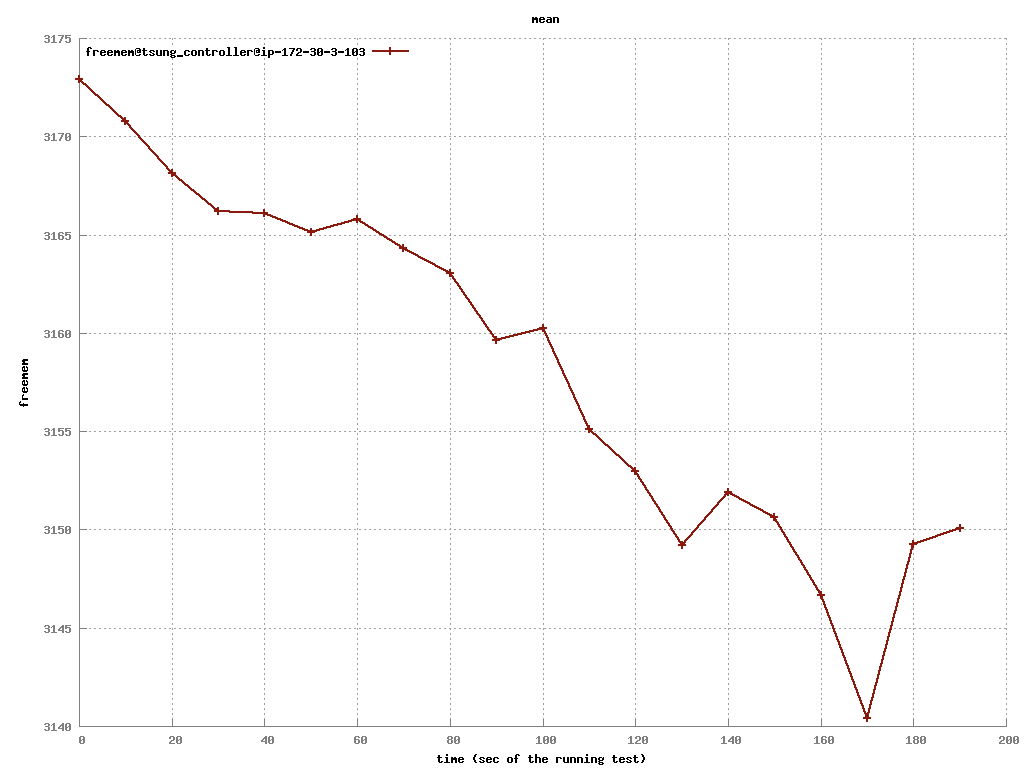 mean
freemem@tsung_controller@ip-172-30-3-103
3175
3170
3165
3160
3155
3150
3145
3140
freemem
0 20 40 60 80 100 120 140 160 180 200
time (sec of the running test)